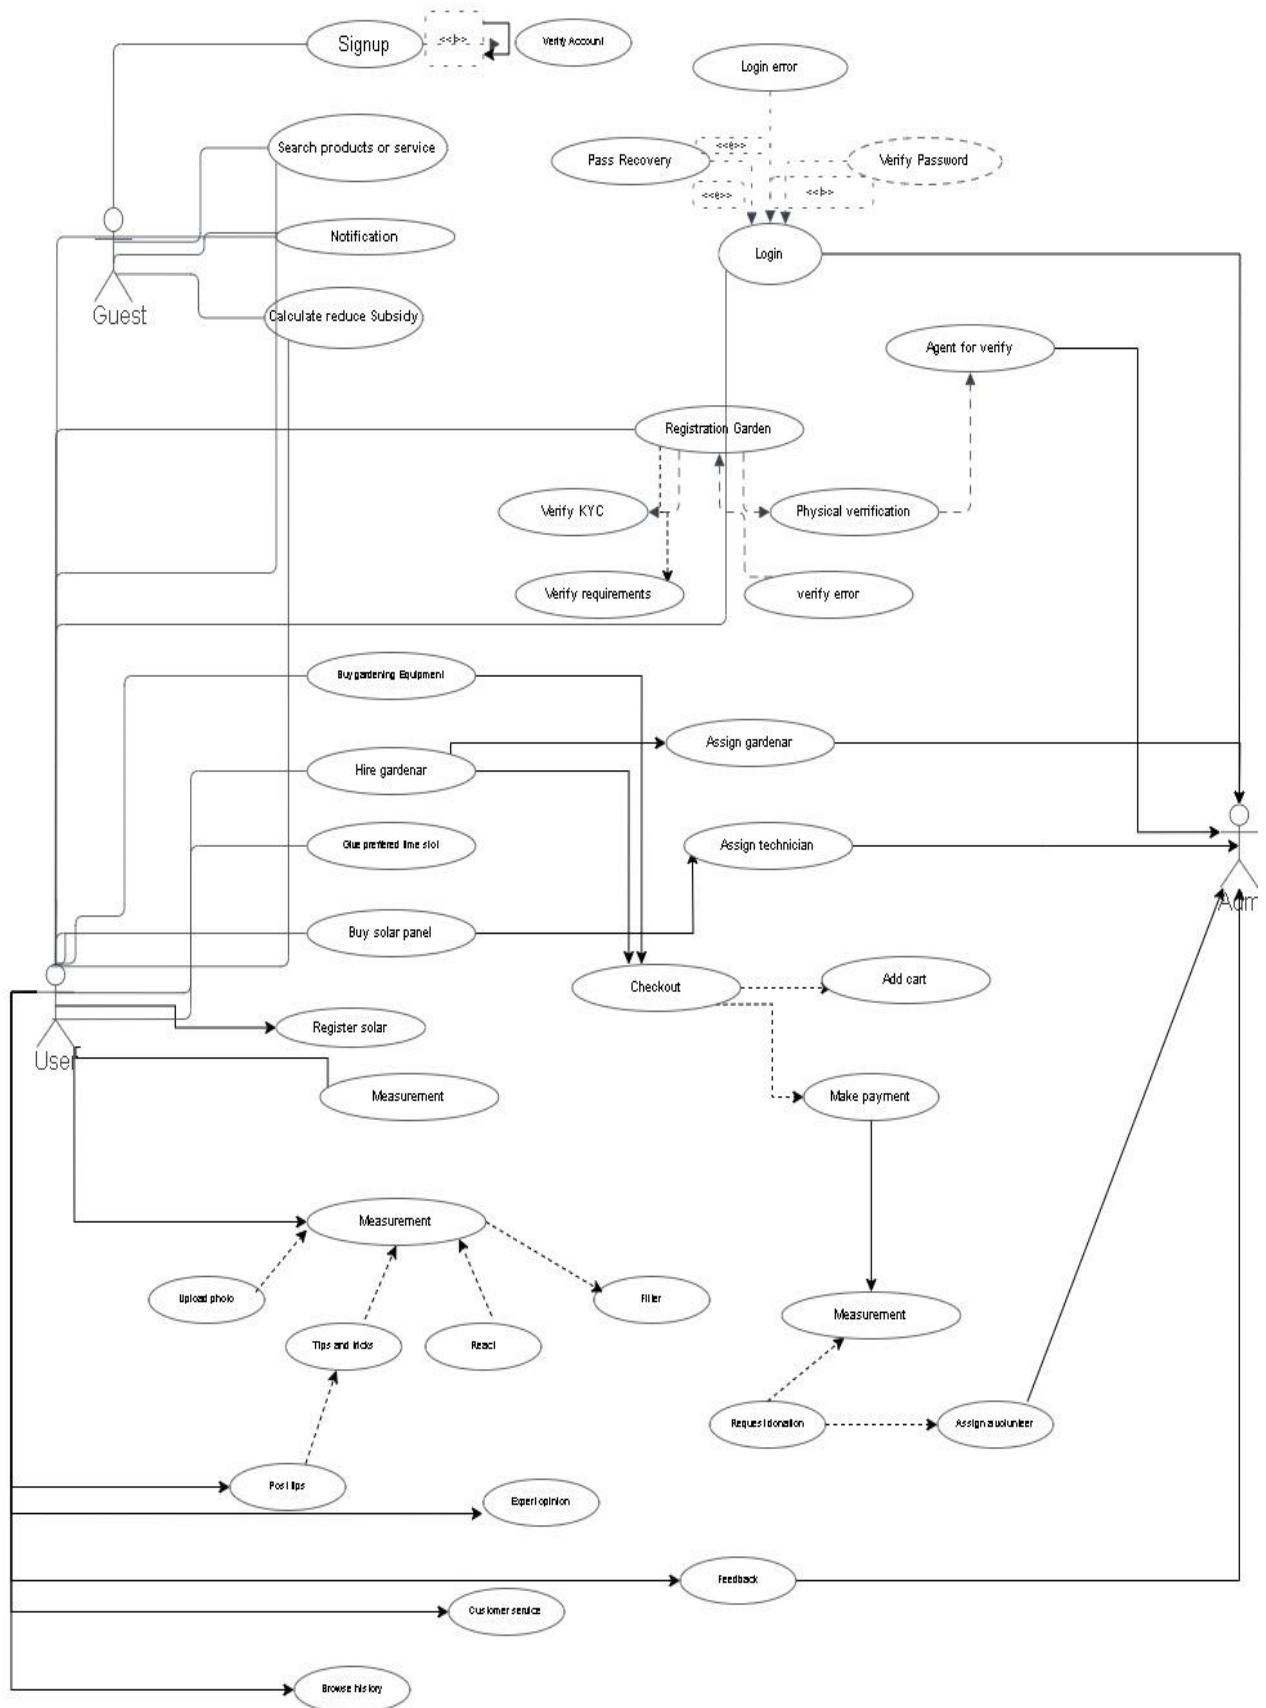 Signup
<<i>>
Verify Account
Login error
Search products or service
<<e>>
Pass Recovery
Verify Password
<<e>>
<<i>>
Notification
Login
Guest
Calculate reduce Subsidy
Agent for verify
Registration Garden
Verify KYC
Physical verrification
Verify requirements
verify error
Buy gardening Equipment
Assign gardenar
Hire gardenar
Assign technician
Buy solar panel
Adm
Checkout
Add cart
Register solar
User
Measurement
Make payment
Measurement
Upload photo
Filter
Measurement
Tips and tricks
React
Request donation
Assign a volunteer
Post tips
Expert opinion
Feedback
Customer service
Browse history